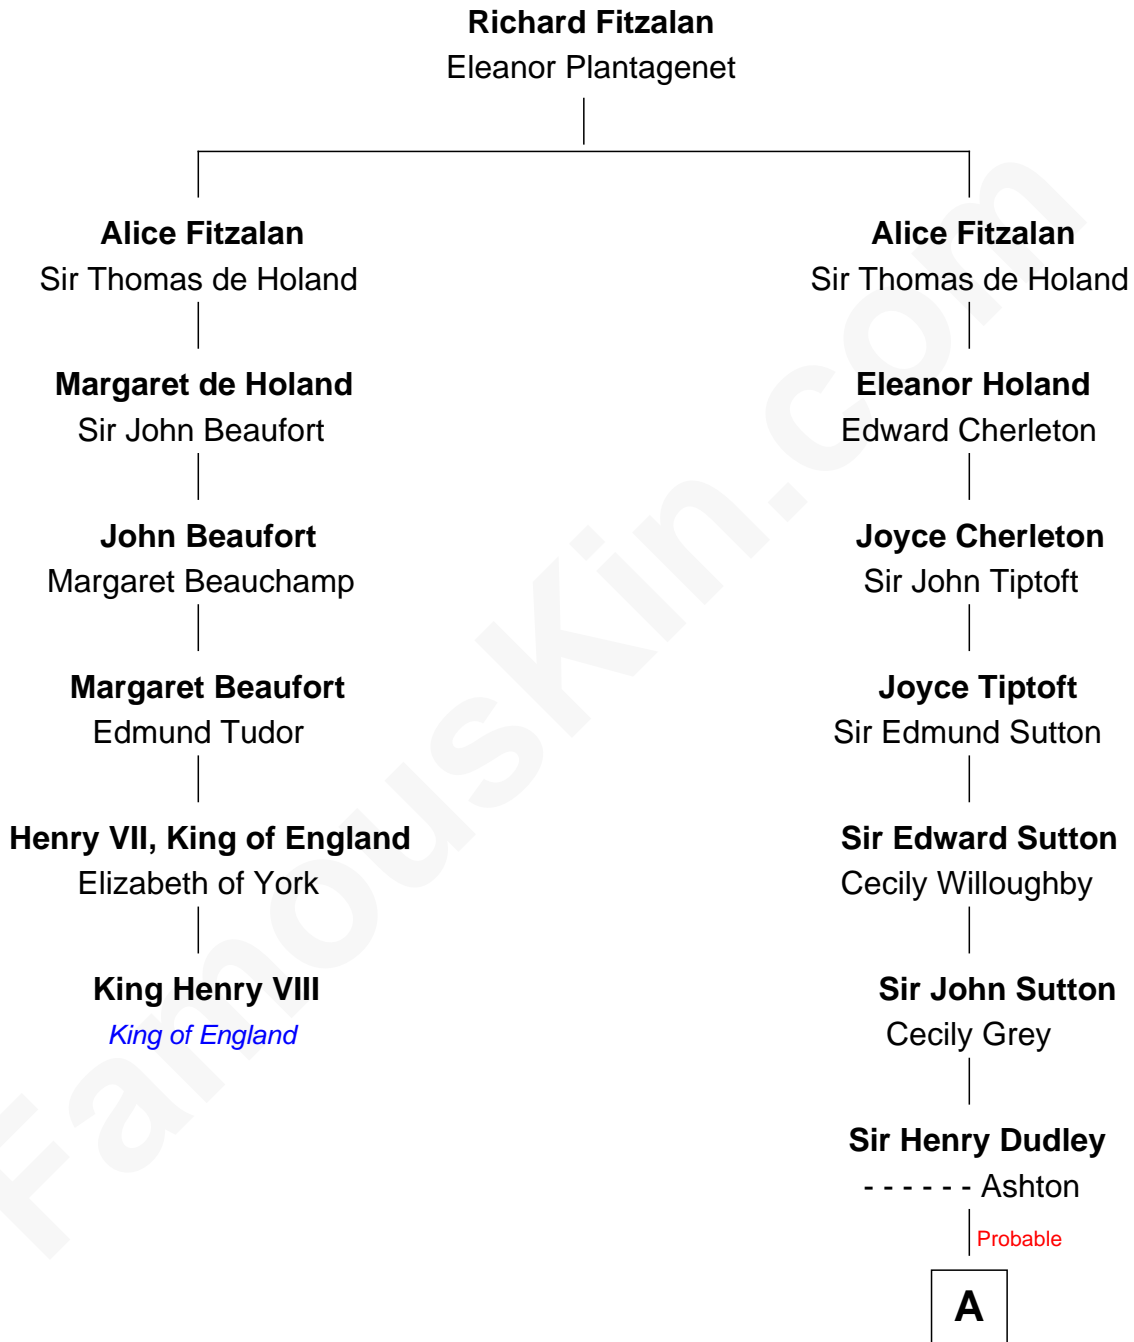 Richard Fitzalan
Eleanor Plantagenet
Alice Fitzalan
Sir Thomas de Holand
Margaret de Holand
Sir John Beaufort
John Beaufort
Margaret Beauchamp
Margaret Beaufort
Edmund Tudor
Henry VII, King of England
Elizabeth of York
King Henry VIII
King of England
Alice Fitzalan
Sir Thomas de Holand
Eleanor Holand
Edward Cherleton
Joyce Cherleton
Sir John Tiptoft
Joyce Tiptoft
Sir Edmund Sutton
Sir Edward Sutton
Cecily Willoughby
Sir John Sutton
Cecily Grey
Sir Henry Dudley
- - - - - - Ashton
Probable
A
FamousKin.com